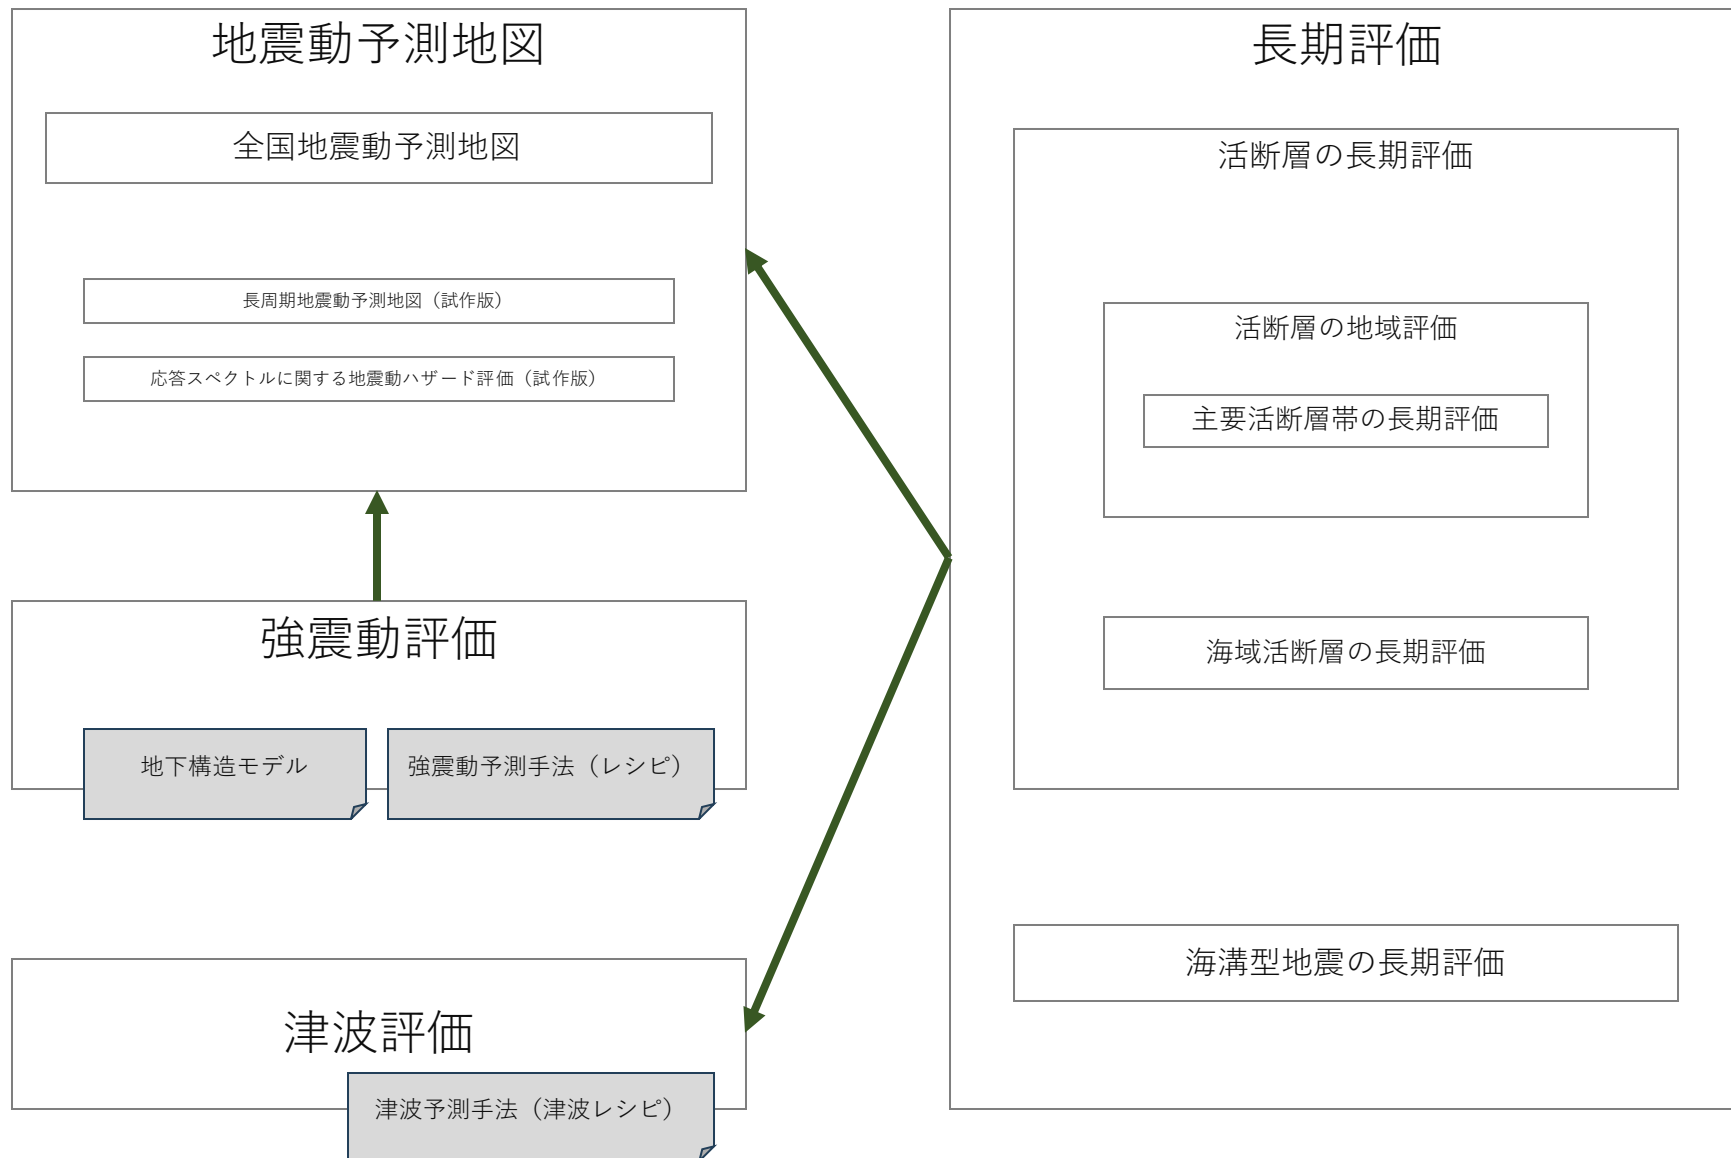 地震動予測地図
全国地震動予測地図
長周期地震動予測地図（試作版）
応答スペクトルに関する地震動ハザード評価（試作版）
強震動評価
地下構造モデル
強震動予測手法（レシピ）
津波評価
津波予測手法（津波レシピ）
長期評価
活断層の長期評価
活断層の地域評価
主要活断層帯の長期評価
海域活断層の長期評価
海溝型地震の長期評価